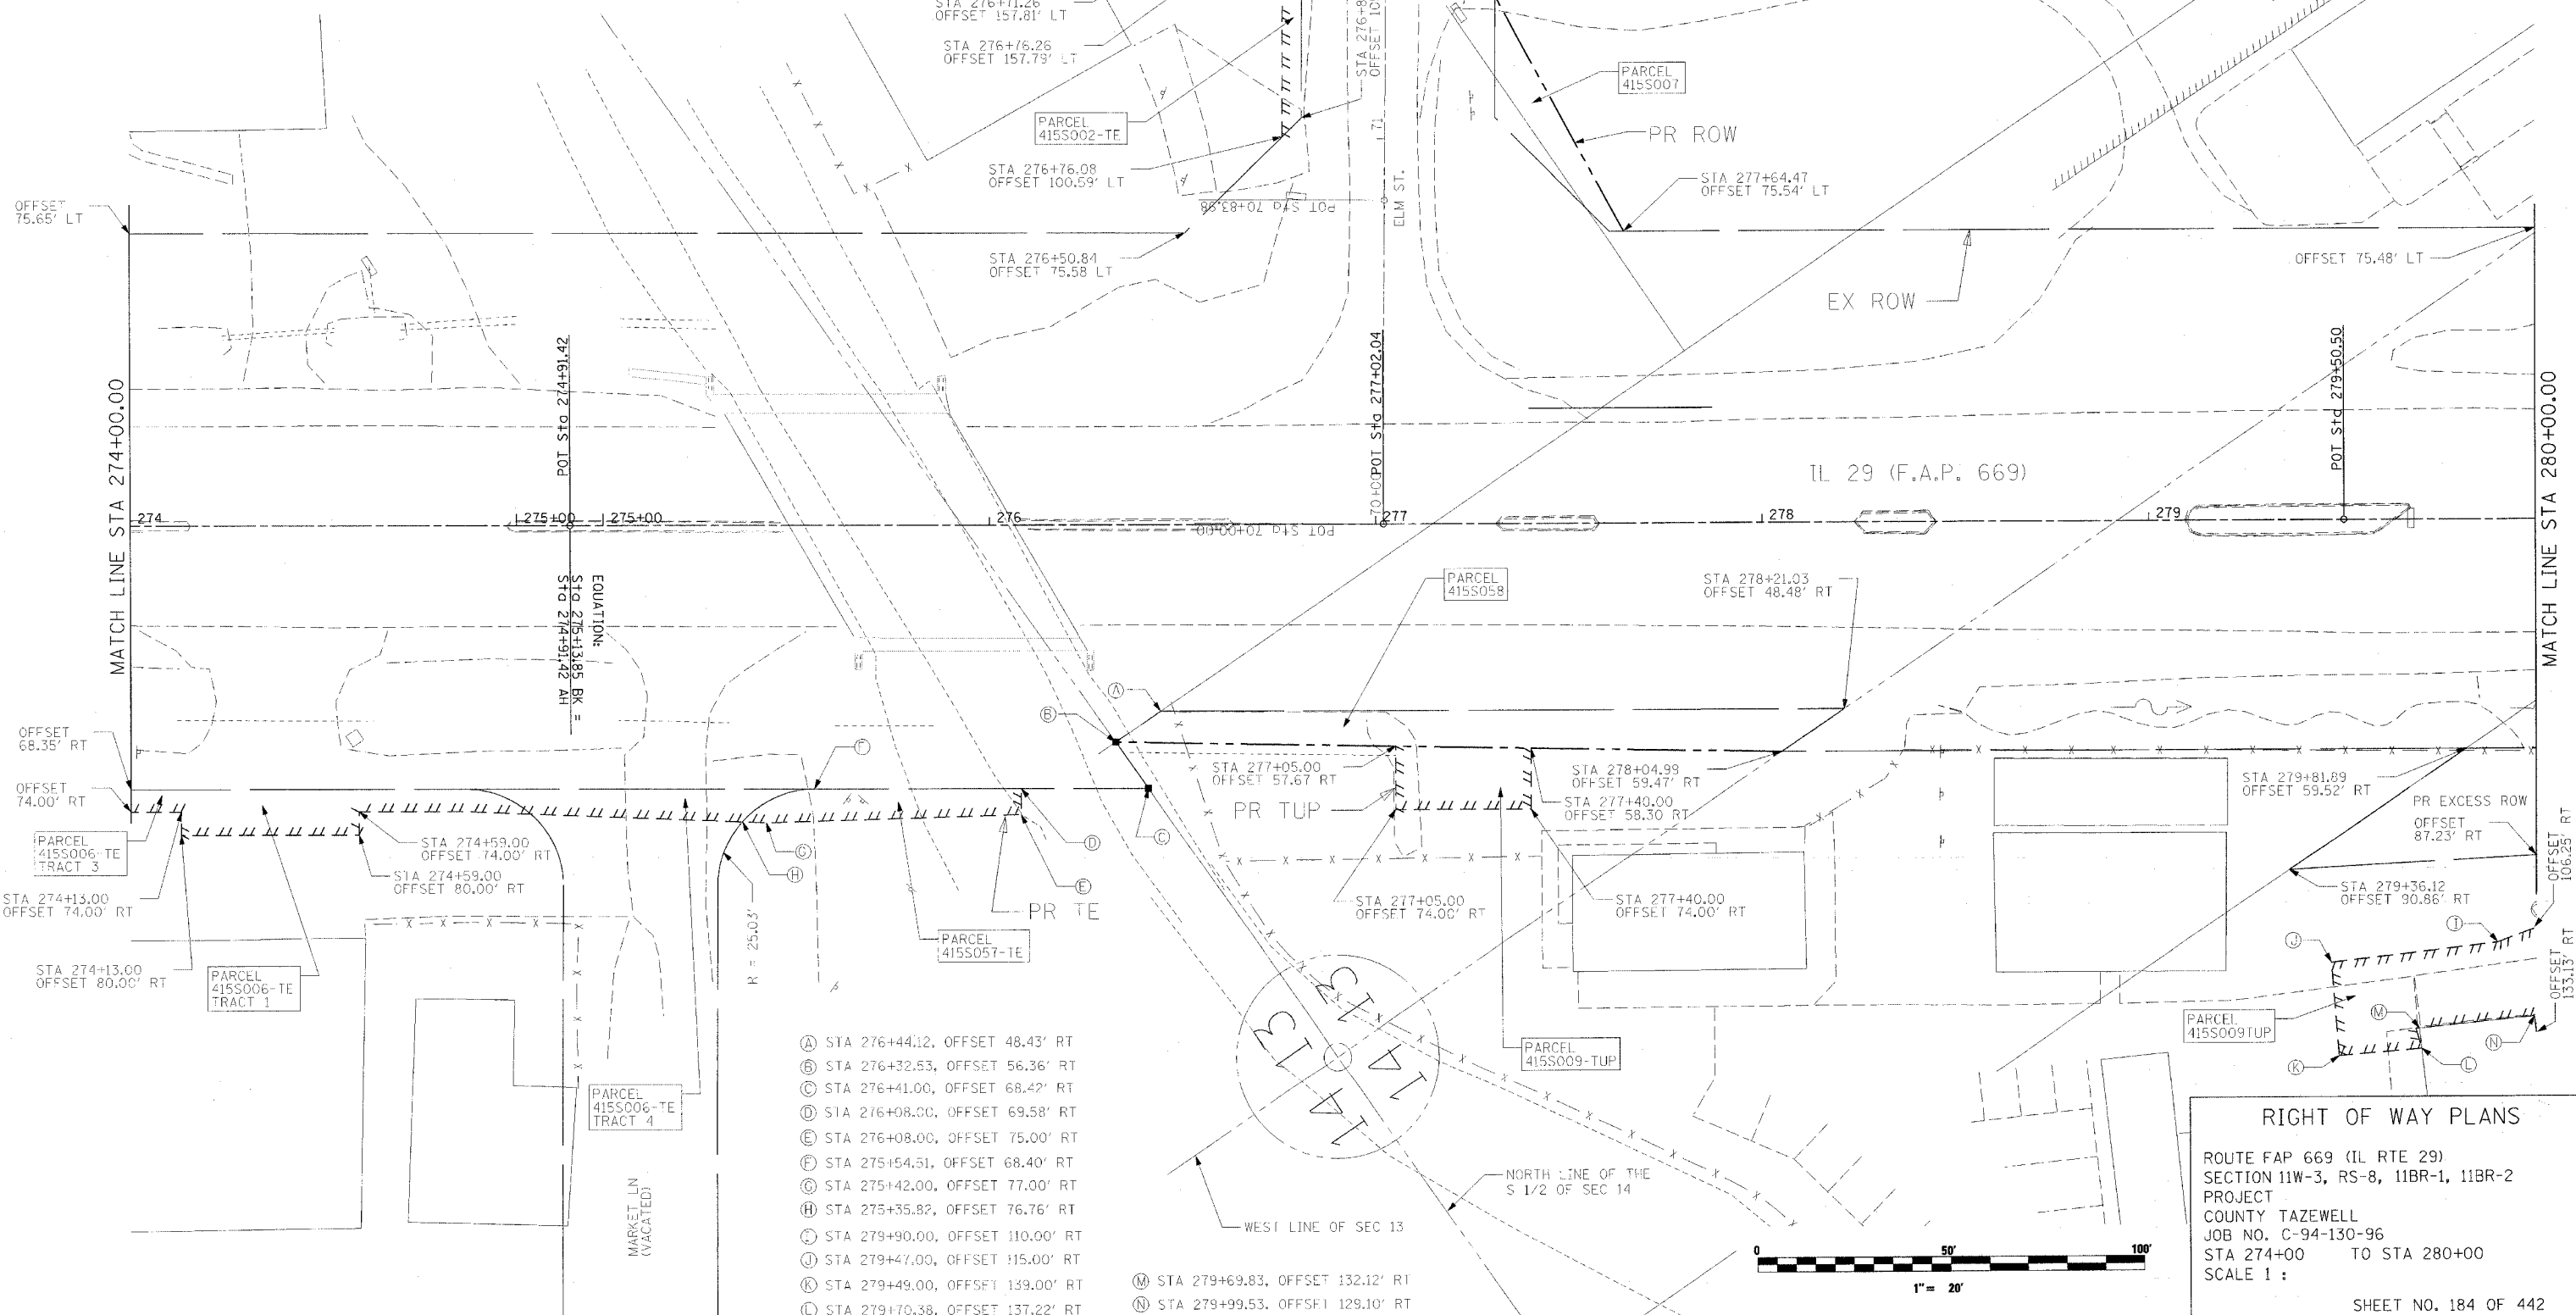 STA 276+71.26
OFFSET 157.81' LT
STA 276+76.26
OFFSET 157.79' LT
PARCEL
415S002-TE
STA 276+76.08
OFFSET 100.59' LT
STA 276+50.84
OFFSET 75.58 LT
POT Sta 70+83.98
71
ELM ST.
PARCEL
415S007
PR ROW
STA 277+64.47
OFFSET 75.54' LT
EX ROW
OFFSET 75.48' LT
OFFSET
75.65' LT
MATCH LINE STA 274+00.00
POT Sta 274+91.42
POT Sta 277+02.04
POT Sta 279+50.50
MATCH LINE STA 280+00.00
IL 29 (F.A.P. 669)
274
275+00
275+00
276
277
278
279
70+00
POT Sta 70+00.00
EQUATION:
Sta 275+13.85 BK =
Sta 274+91.42 AH
PARCEL
415S058
STA 278+21.03
OFFSET 48.48' RT
A
B
C
D
E
F
G
H
OFFSET
68.35' RT
OFFSET
74.00' RT
PARCEL
415S006-TE
TRACT 3
STA 274+13.00
OFFSET 74.00' RT
STA 274+13.00
OFFSET 80.00' RT
PARCEL
415S006-TE
TRACT 1
STA 274+59.00
OFFSET 74.00' RT
STA 274+59.00
OFFSET 80.00' RT
R = 25.03'
PR TE
PARCEL
415S057-TE
PARCEL
415S006-TE
TRACT 4
MARKET LN
(VACATED)
STA 277+05.00
OFFSET 57.67 RT
PR TUP
STA 278+04.99
OFFSET 59.47' RT
STA 277+40.00
OFFSET 58.30 RT
STA 277+05.00
OFFSET 74.00' RT
STA 277+40.00
OFFSET 74.00' RT
PARCEL
415S009-TUP
STA 279+81.89
OFFSET 59.52' RT
PR EXCESS ROW
OFFSET
87.23' RT
OFFSET
106.25' RT
STA 279+36.12
OFFSET 90.86' RT
OFFSET
133.13' RT
I
J
K
L
M
N
PARCEL
415S009TUP
13
14
13
14
NORTH LINE OF THE
S 1/2 OF SEC 14
WEST LINE OF SEC 13
A STA 276+44.12, OFFSET 48.43' RT
B STA 276+32.53, OFFSET 56.36' RT
C STA 276+41.00, OFFSET 68.42' RT
D STA 276+08.00, OFFSET 69.58' RT
E STA 276+08.00, OFFSET 75.00' RT
F STA 275+54.51, OFFSET 68.40' RT
G STA 275+42.00, OFFSET 77.00' RT
H STA 275+35.82, OFFSET 76.76' RT
I STA 279+90.00, OFFSET 110.00' RT
J STA 279+47.00, OFFSET 115.00' RT
K STA 279+49.00, OFFSET 139.00' RT
L STA 279+70.38, OFFSET 137.22' RT
M STA 279+69.83, OFFSET 132.12' RT
N STA 279+99.53, OFFSET 129.10' RT
0 50' 100'
1" = 20'
RIGHT OF WAY PLANS
ROUTE FAP 669 (IL RTE 29)
SECTION 11W-3, RS-8, 11BR-1, 11BR-2
PROJECT
COUNTY TAZEWELL
JOB NO. C-94-130-96
STA 274+00 TO STA 280+00
SCALE 1 :
SHEET NO. 184 OF 442